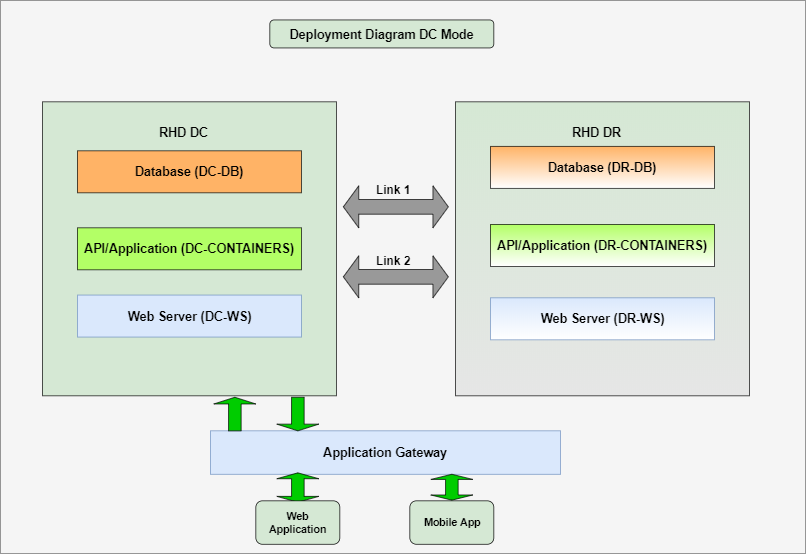 Deployment Diagram DC Mode
RHD DC
Database (DC-DB)
API/Application (DC-CONTAINERS)
Web Server (DC-WS)
Link 1
Link 2
RHD DR
Database (DR-DB)
API/Application (DR-CONTAINERS)
Web Server (DR-WS)
Application Gateway
Web
Application
Mobile App